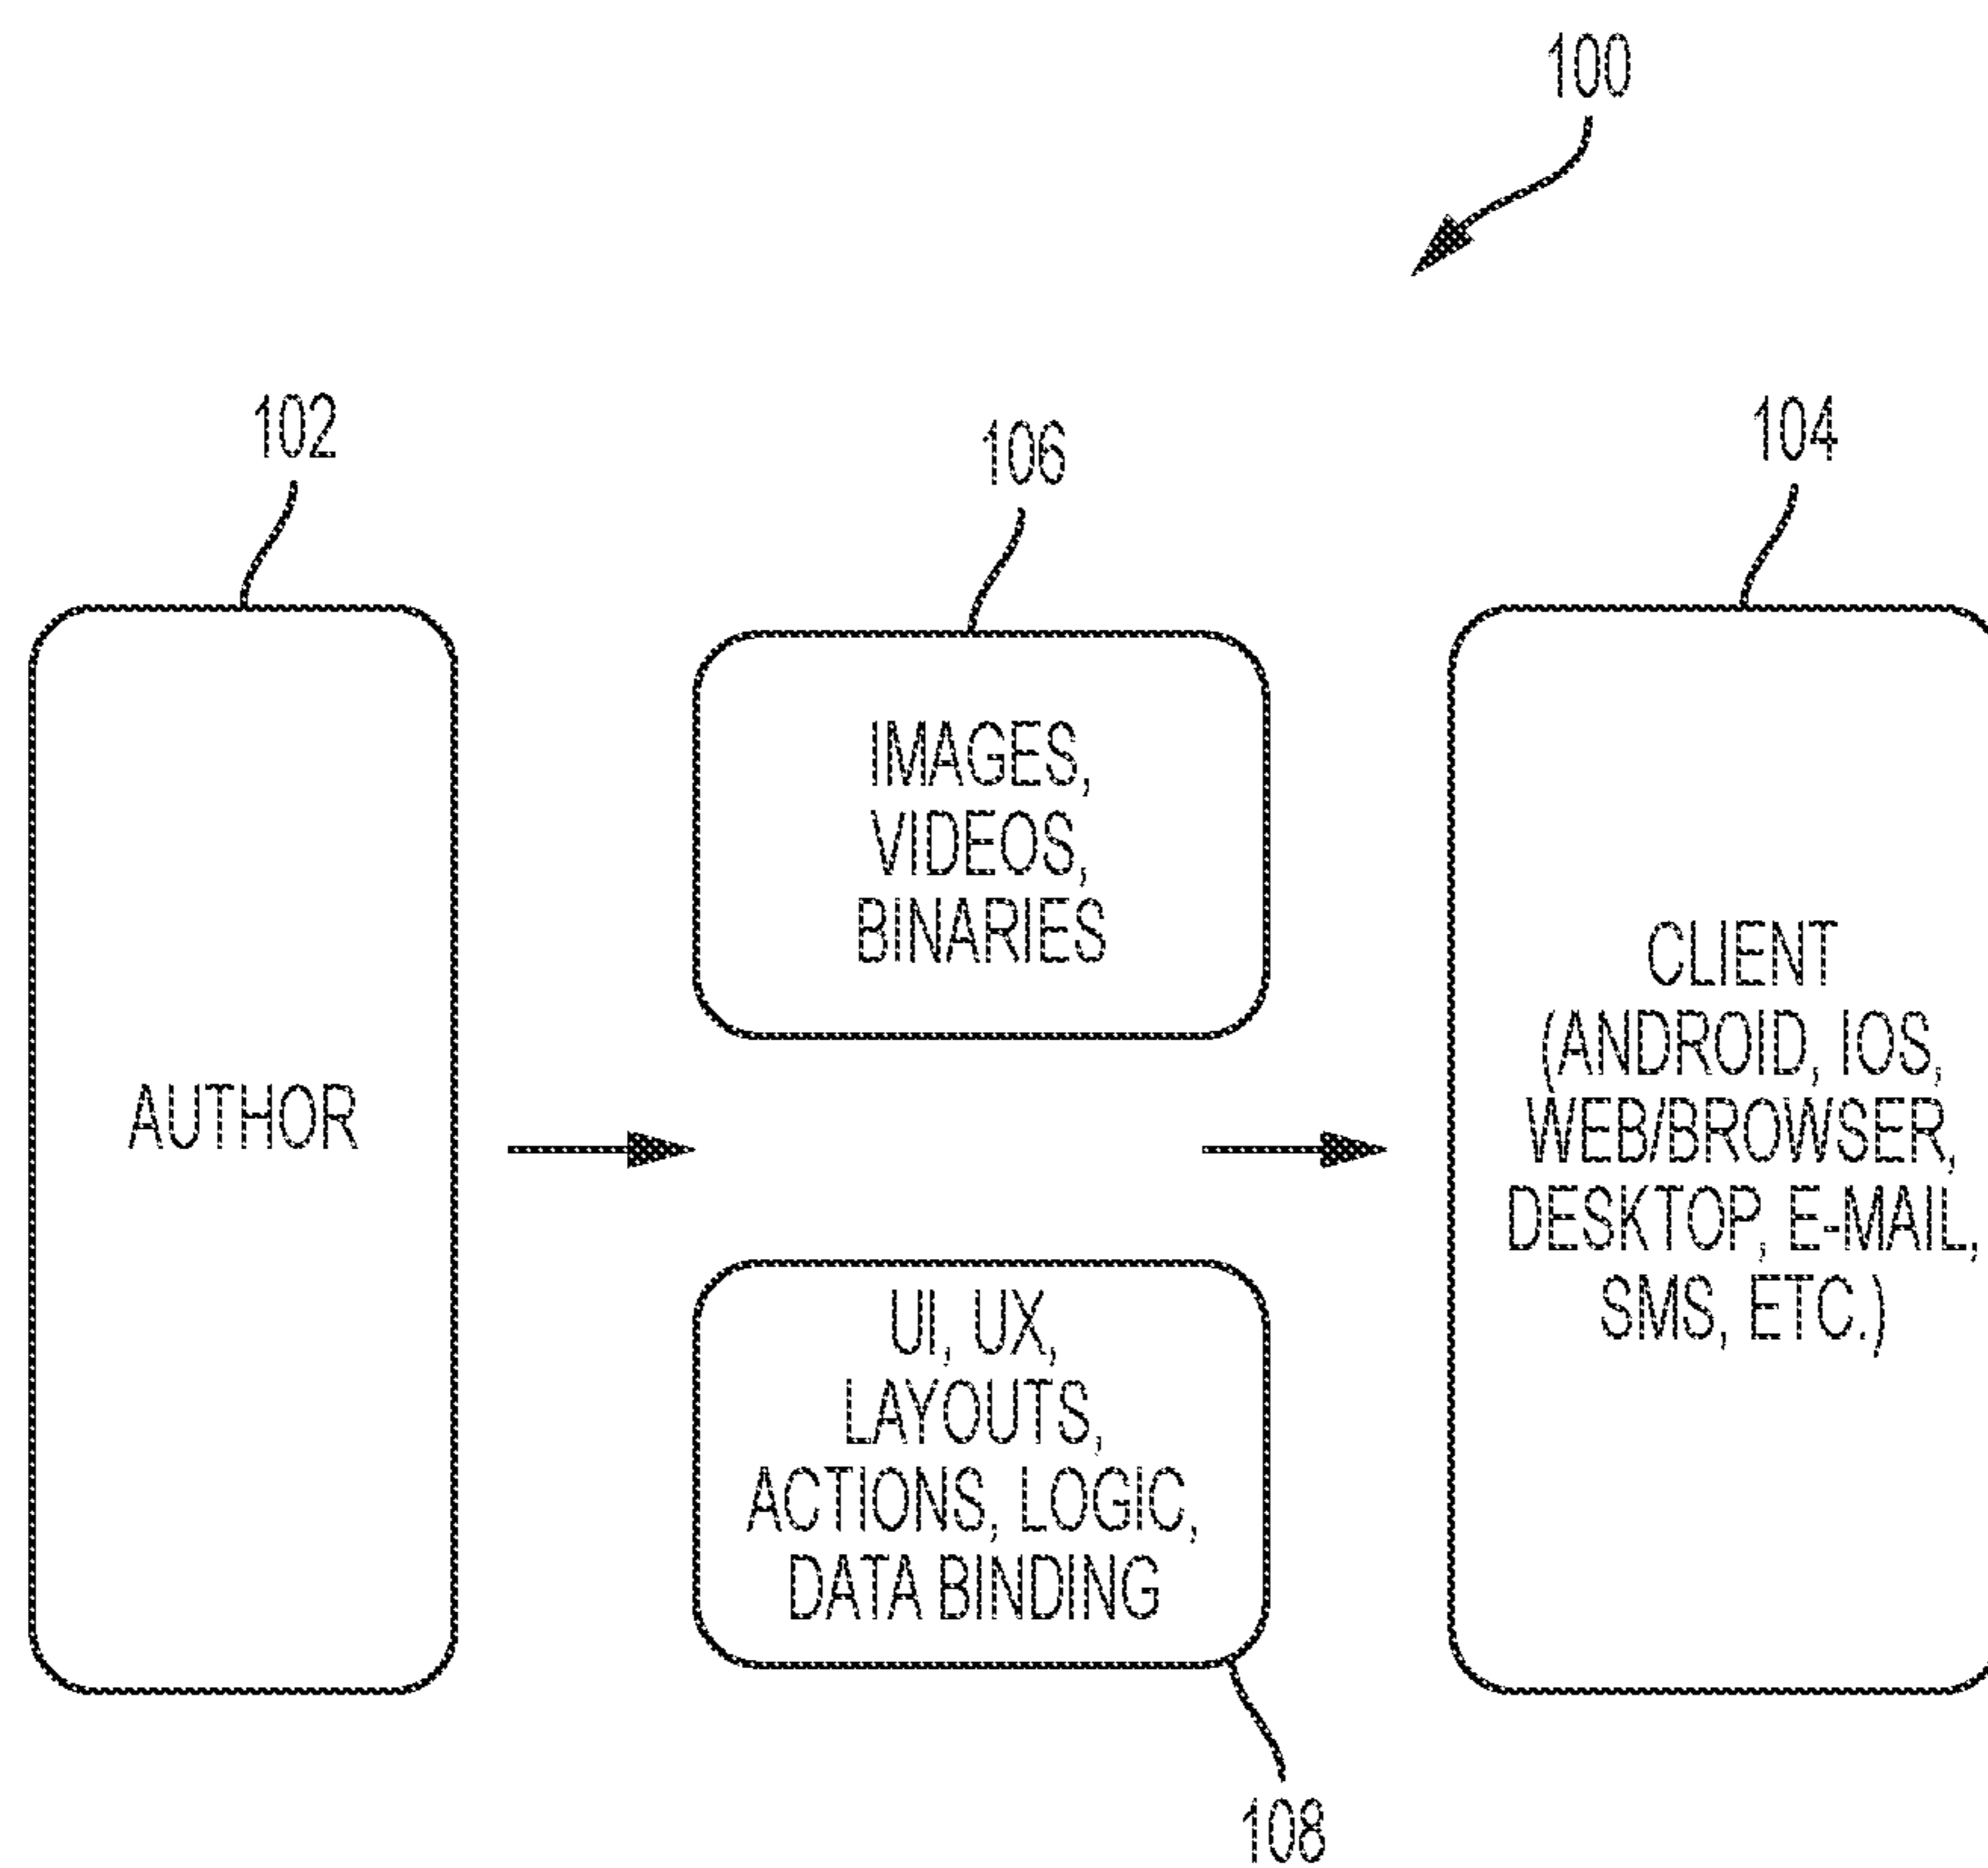 100
102
106
104
AUTHOR
IMAGES,
VIDEOS,
BINARIES
UI, UX,
LAYOUTS,
ACTIONS, LOGIC,
DATA BINDING
CLIENT
(ANDROID, IOS,
WEB/BROWSER,
DESKTOP, E-MAIL,
SMS, ETC.)
108